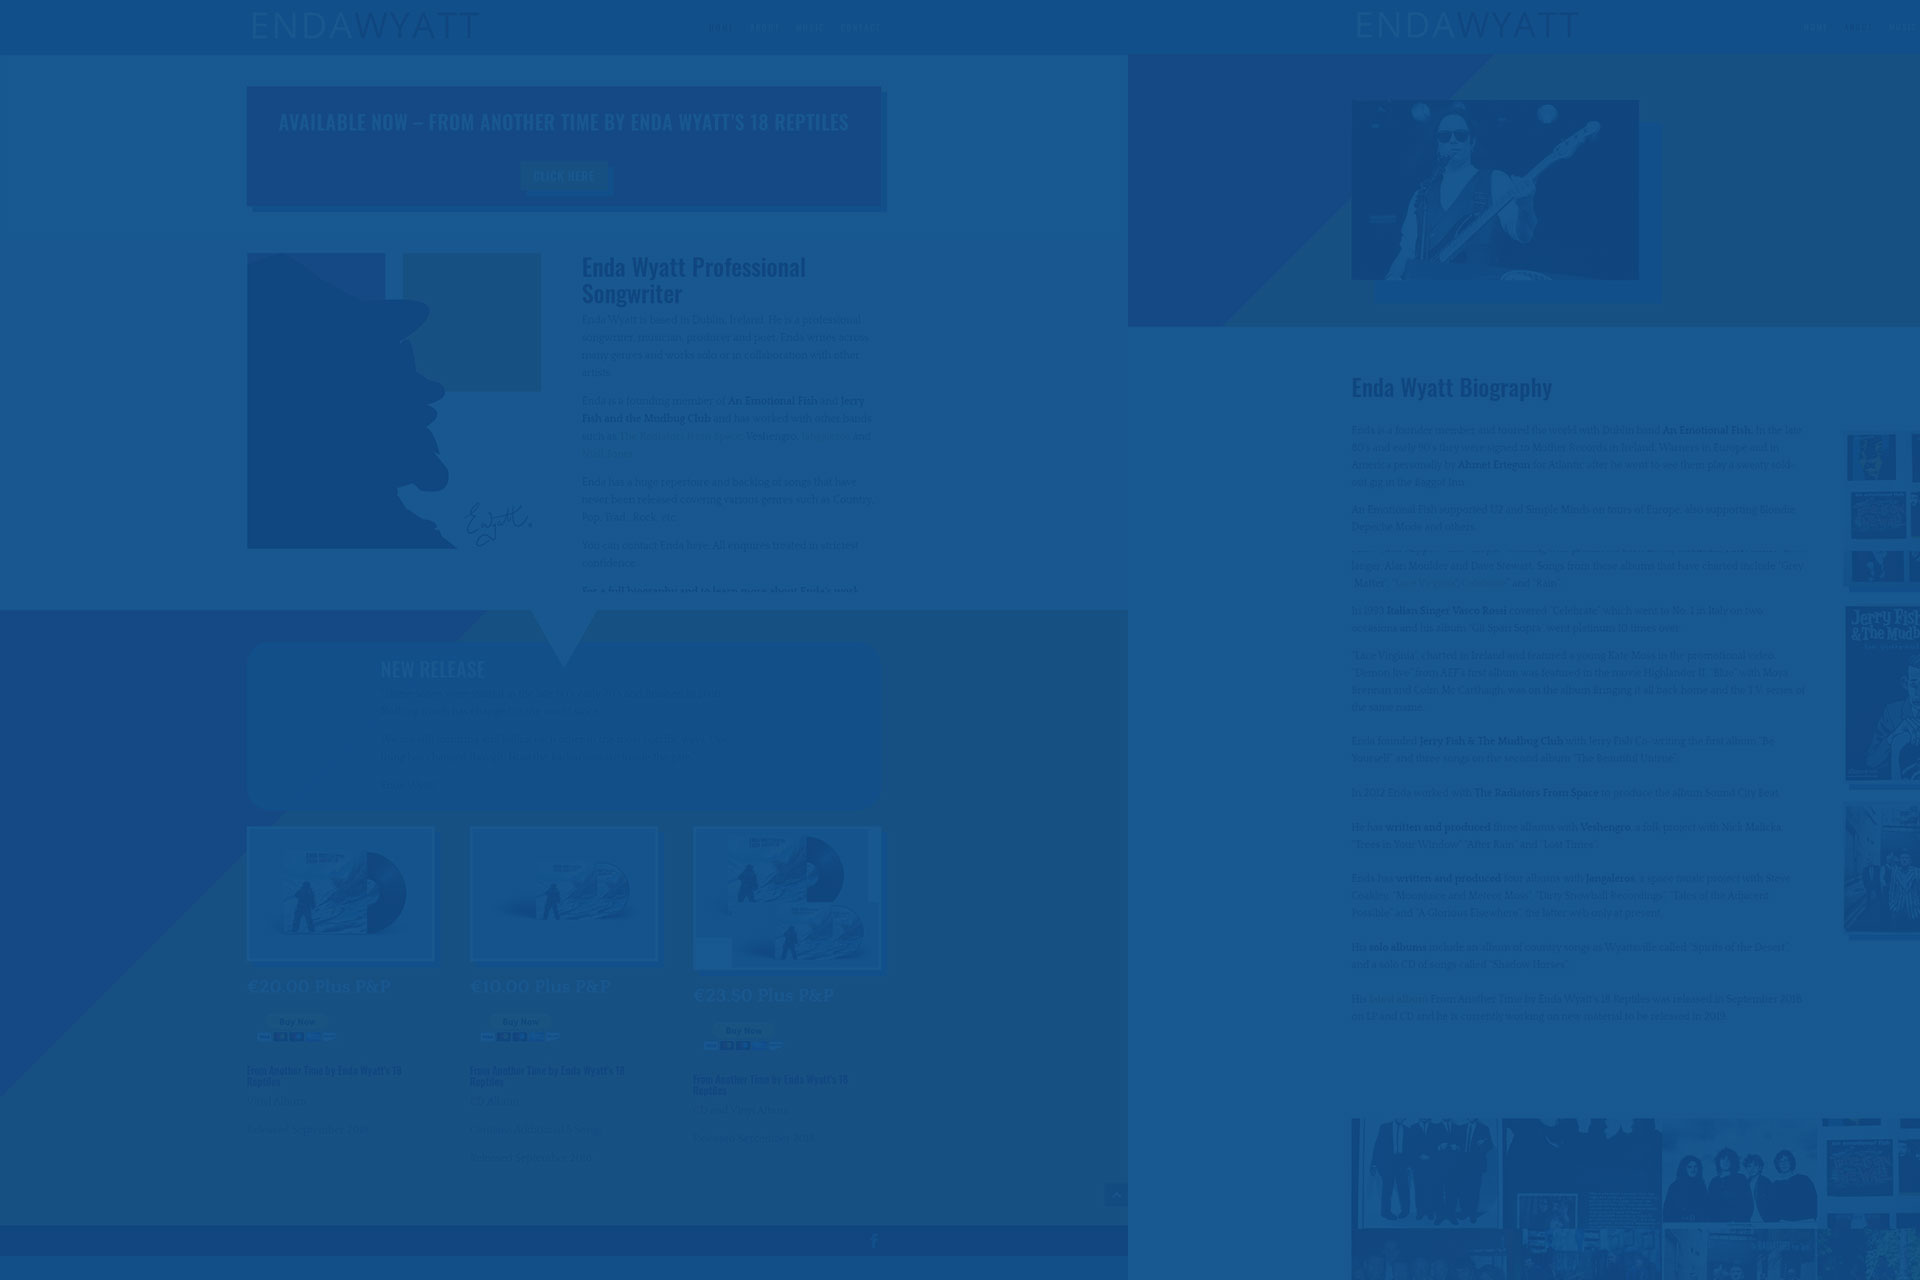 ENDAWYATT
HOME ABOUT MUSIC CONTACT
AVAILABLE NOW – FROM ANOTHER TIME BY ENDA WYATT'S 18 REPTILES
CLICK HERE
Enda Wyatt Professional
Songwriter
Enda Wyatt is based in Dublin, Ireland. He is a professional
songwriter, musician, producer and poet. Enda writes across
many genres and works solo or in collaboration with other
artists.
Enda is a founding member of An Emotional Fish and Jerry
Fish and the Mudbug Club and has worked with other bands
such as The Radiators from Space, Veshengro, Jangaleros and
Niall Jones.
Enda has a huge repertoire and backlog of songs that have
never been released covering various genres such as Country,
Pop, Trad., Rock, etc.
You can contact Enda here. All enquires treated in strictest
confidence.
For a full biography and to learn more about Enda's work
NEW RELEASE
Enda Wyatt
€20.00 Plus P&P
Buy Now
From Another Time by Enda Wyatt's 18
Reptiles
Vinyl Album
Released September 2018
€10.00 Plus P&P
Buy Now
From Another Time by Enda Wyatt's 18
Reptiles
CD Album
Contains Additional 5 Songs
Released September 2018
€23.50 Plus P&P
Buy Now
From Another Time by Enda Wyatt's 18
Reptiles
CD and Vinyl Album
Released September 2018
ENDAWYATT
HOME ABOUT MUSIC
Enda Wyatt Biography
Enda is a founder member and toured the world with Dublin band An Emotional Fish. In the late
80's and early 90's they were signed to Mother Records in Ireland, Warners in Europe and in
America personally by Ahmet Ertegun for Atlantic after he went to see them play a sweaty sold-
out gig in the Baggot Inn.
An Emotional Fish supported U2 and Simple Minds on tours of Europe, also supporting Blondie,
Depeche Mode and others.
langer, Alan Moulder and Dave Stewart. Songs from these albums that have charted include "Grey
Matter", "Lace Virginia", "Celebrate" and "Rain".
In 1993 Italian Singer Vasco Rossi covered "Celebrate" which went to No. 1 in Italy on two
occasions and his album "Gli Spari Sopra" went platinum 10 times over.
"Lace Virginia" charted in Ireland and featured a young Kate Moss in the promotional video.
"Demon Jive" from AEF's first album was featured in the movie Highlander II. "Blue" with Moya
Brennan and Colm Mc Carthaigh, was on the album Bringing it all back home and the T.V. series of
the same name.
Enda founded Jerry Fish & The Mudbug Club with Jerry Fish Co-writing the first album "Be
Yourself" and three songs on the second album "The Beautiful Untrue".
In 2012 Enda worked with The Radiators From Space to produce the album Sound City Beat.
He has written and produced three albums with Veshengro, a folk project with Nick Malicka,
"Trees in Your Window" "After Rain" and "Lost Times".
Enda has written and produced four albums with Jangaleros, a space music project with Steve
Coakley, "Moonjuice and Meteor Moss", "Dirty Snowball Recordings", "Tales of the Adjacent
Possible" and "A Glorious Elsewhere", the latter web only at present.
His solo albums include an album of country songs as Wyattsville called "Spirits of the Desert"
and a solo CD of songs called "Shadow Horses".
His latest album From Another Time by Enda Wyatt's 18 Reptiles was released in September 2018
on LP and CD and he is currently working on new material to be released in 2019.
Jerry Fish
& The Mudb